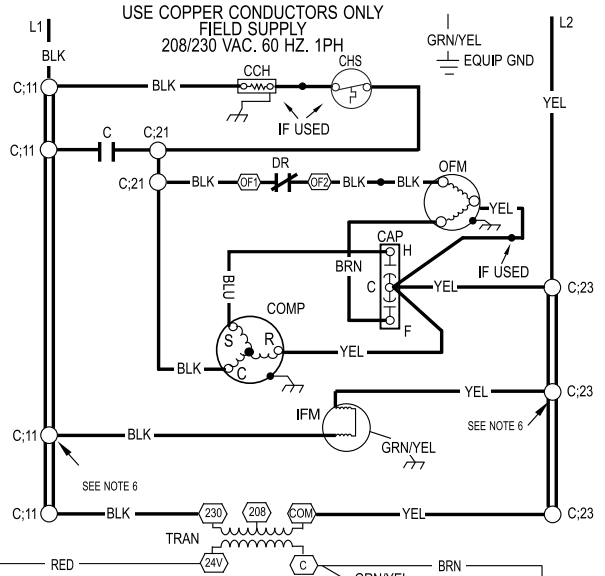 USE COPPER CONDUCTORS ONLY
FIELD SUPPLY
208/230 VAC. 60 HZ. 1PH
L1
L2
BLK
GRN/YEL
EQUIP GND
YEL
C;11
BLK
CCH
CHS
IF USED
C;11
C
C;21
C;21
BLK
OF1
DR
OF2
BLK
BLK
OFM
YEL
CAP
H
BRN
IF USED
BLU
C
YEL
C;23
COMP
F
S
R
YEL
C
BLK
YEL
C;23
IFM
SEE NOTE 6
C;11
BLK
GRN/YEL
SEE NOTE 6
C;11
BLK
230
208
COM
YEL
C;23
TRAN
24V
C
RED
BRN
GRN/YEL